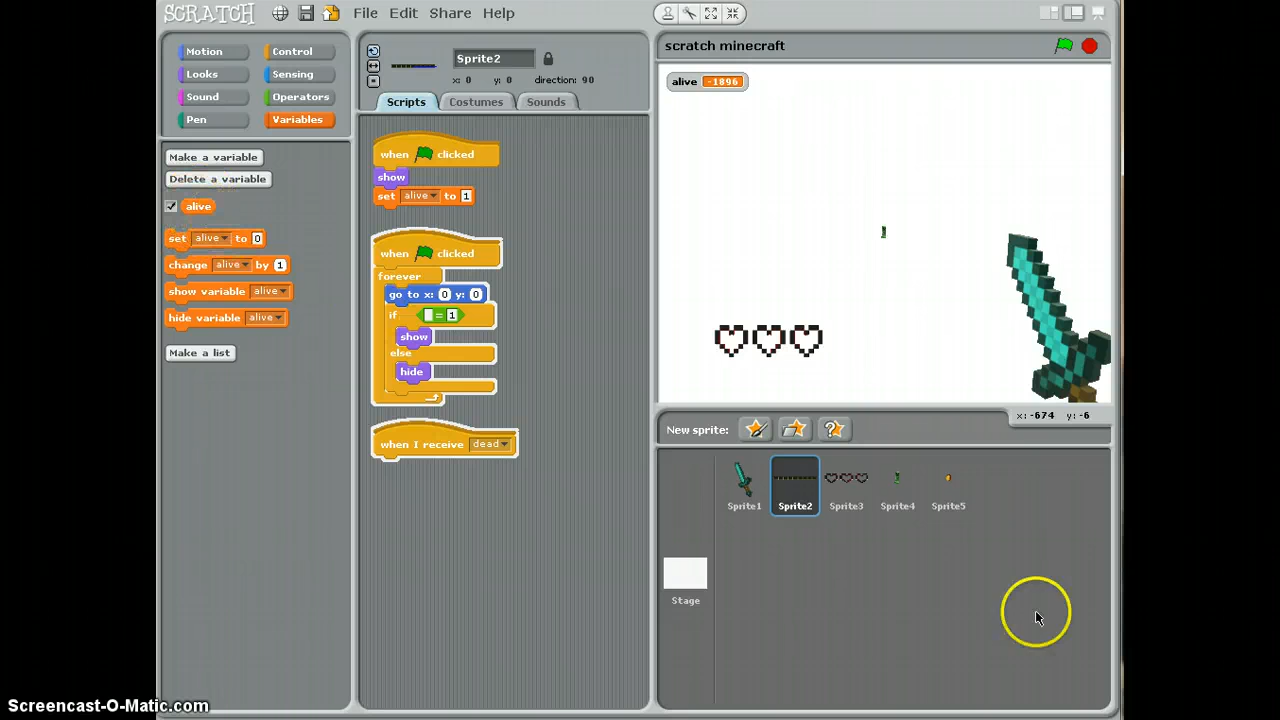 SCRATCH File Edit Share Help
Motion Control
Looks Sensing
Sound Operators
Pen Variables
Make a variable
Delete a variable
alive
set alive to 0
change alive by 1
show variable alive
hide variable alive
Make a list
Sprite2
x: 0 y: 0 direction: 90
Scripts Costumes Sounds
when clicked
show
set alive to 1
when clicked
forever
go to x: 0 y: 0
if = 1
show
else
hide
when I receive dead
scratch minecraft
alive -1896
x: -674 y: -6
New sprite:
Sprite1 Sprite2 Sprite3 Sprite4 Sprite5
Stage
Screencast-O-Matic.com